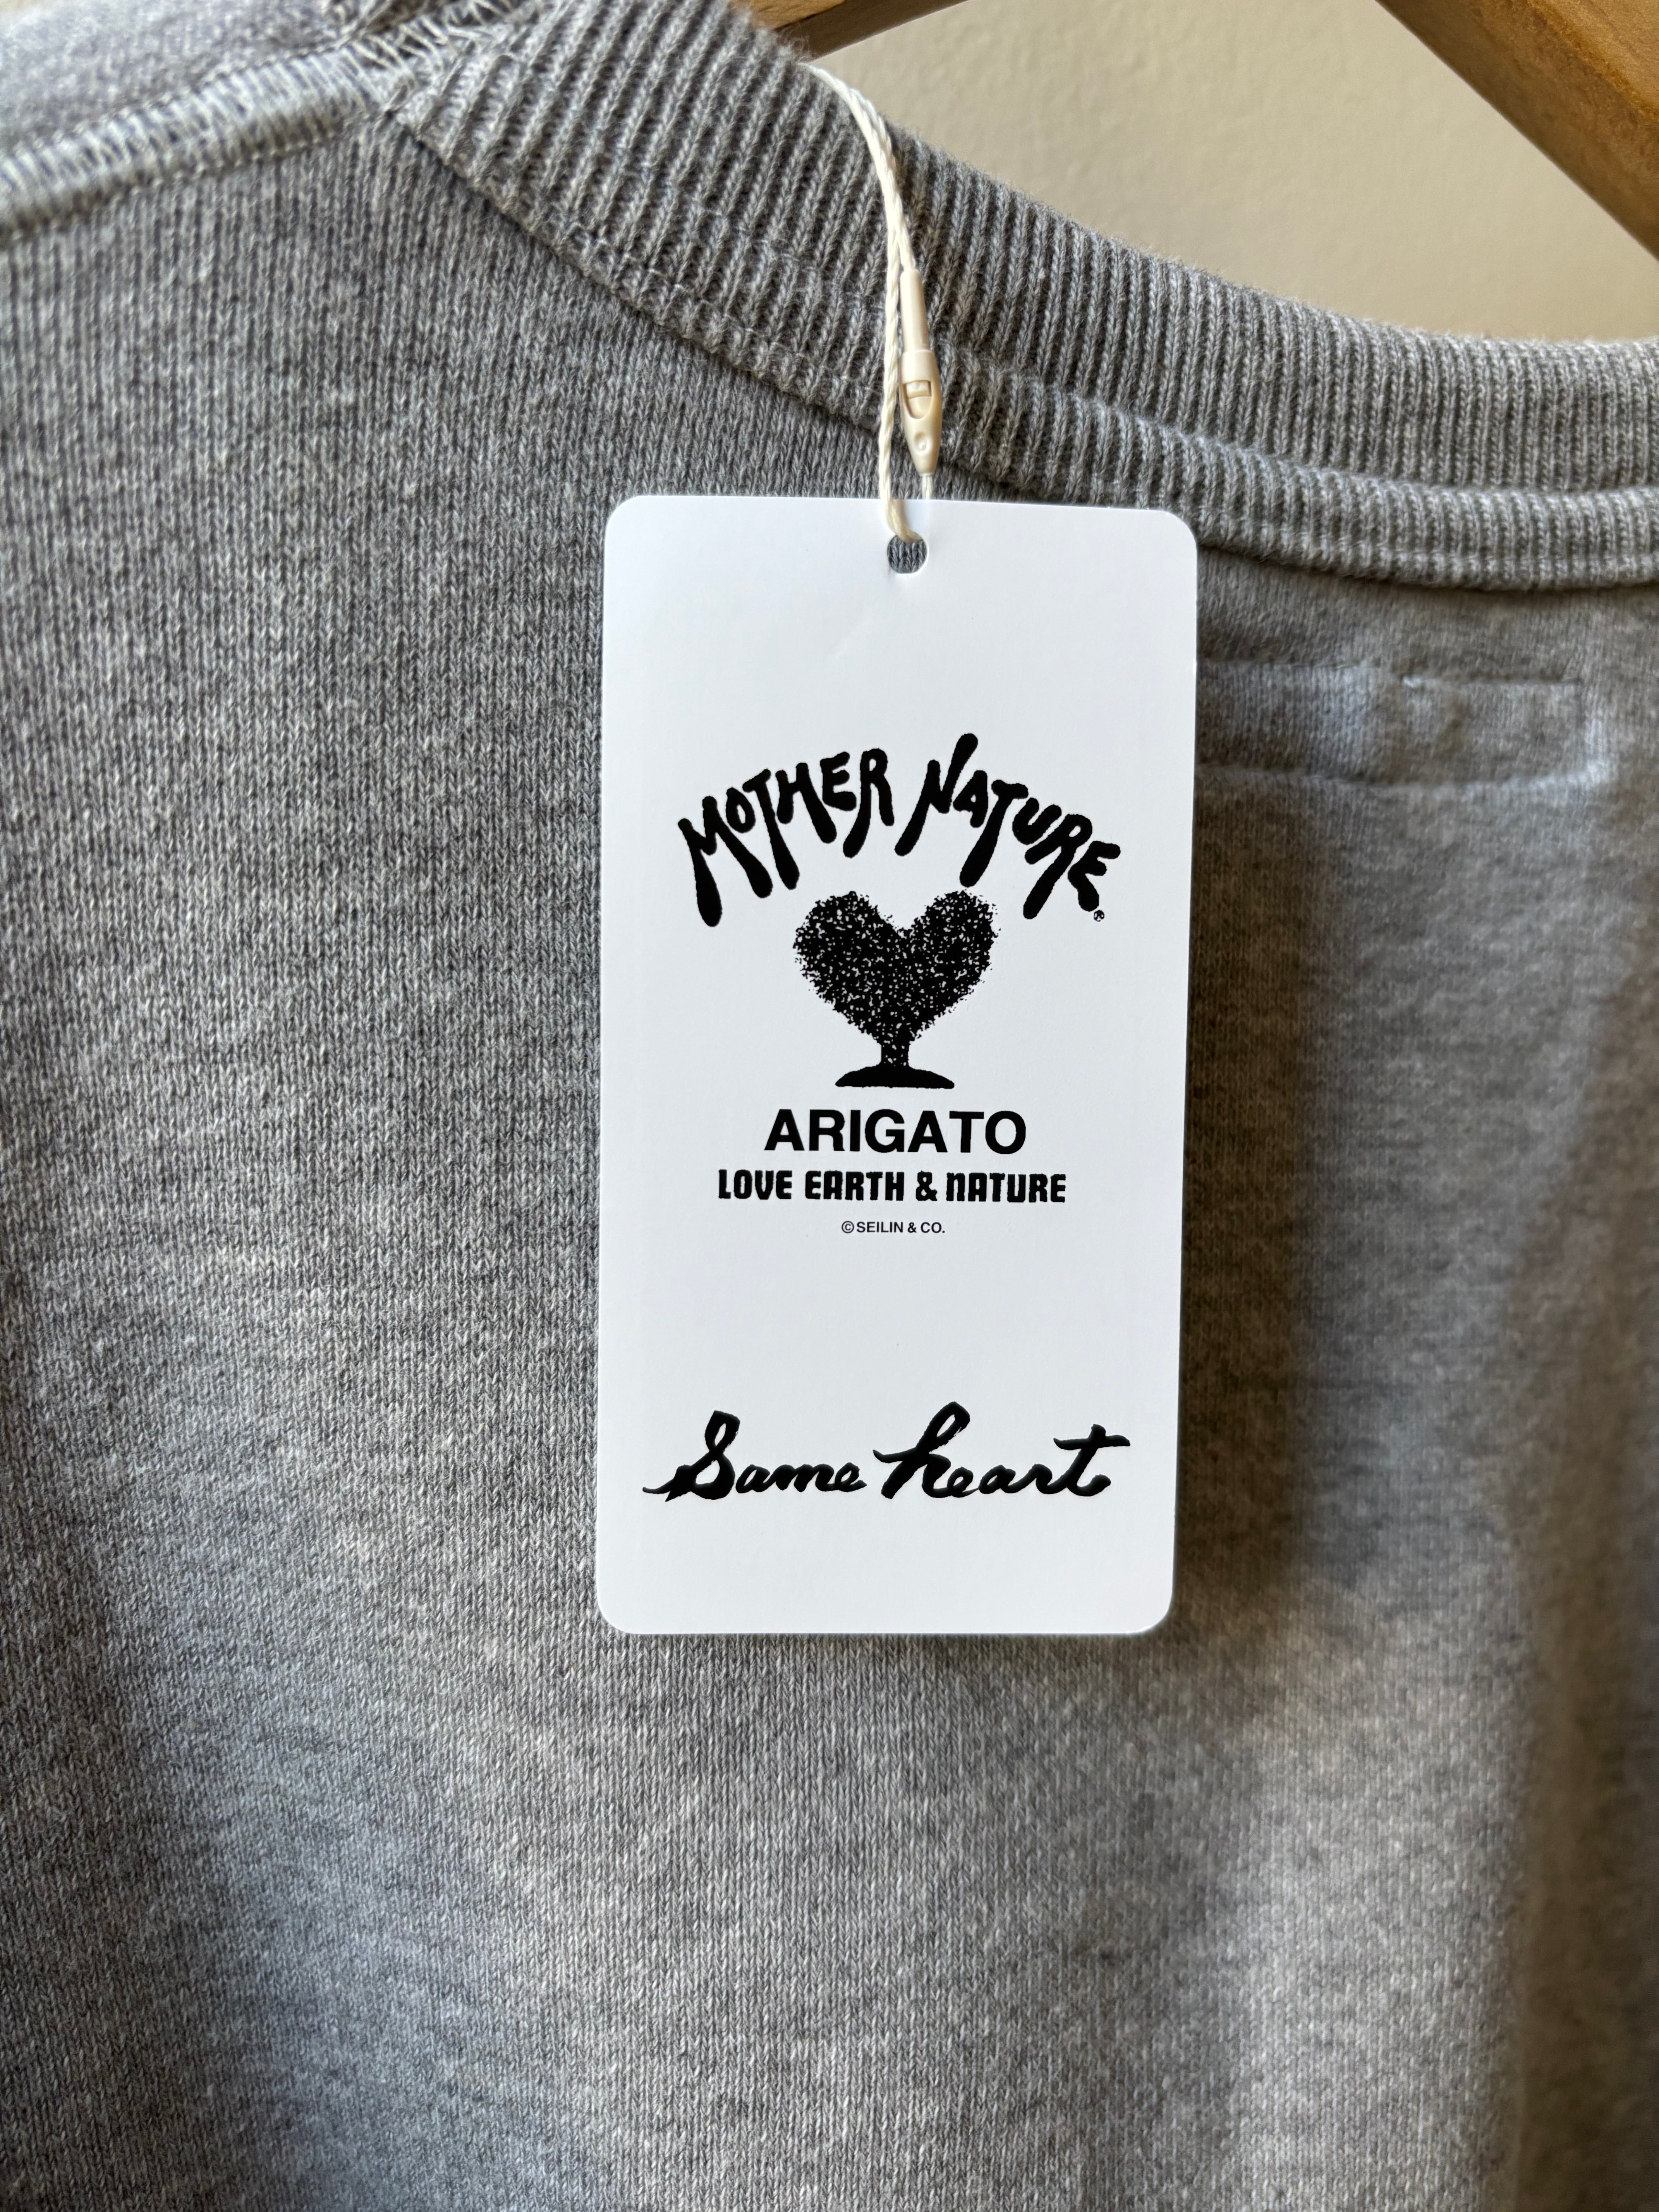 MOTHER NATURE®
ARIGATO
LOVE EARTH & NATURE
©SEILIN & CO.
Same heart